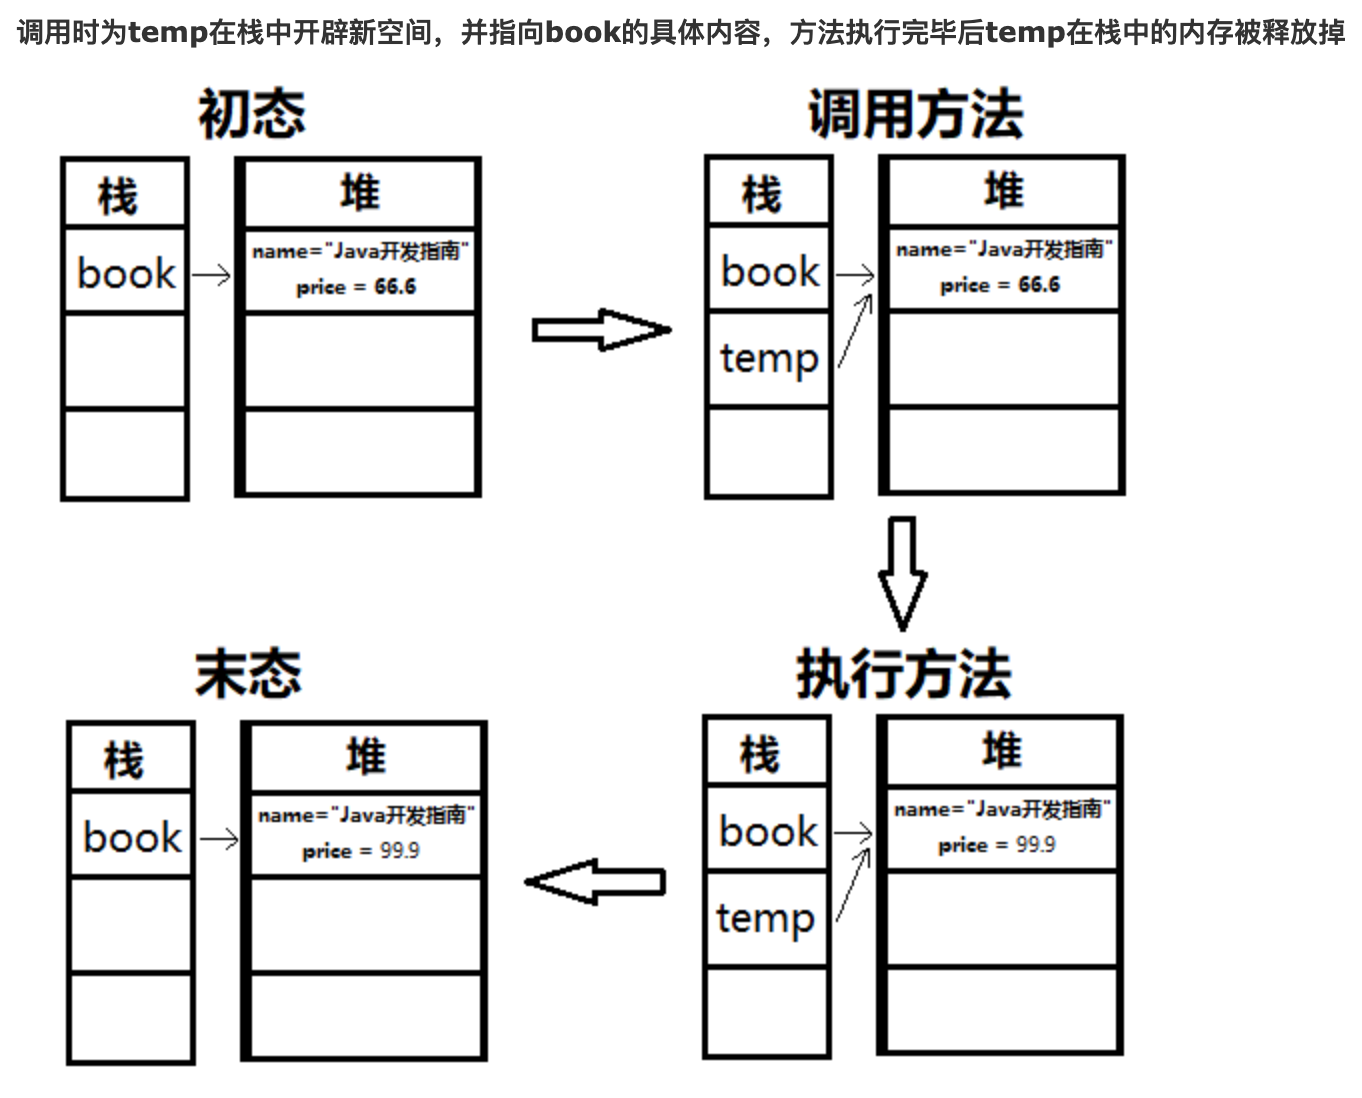 调用时为temp在栈中开辟新空间，并指向book的具体内容，方法执行完毕后temp在栈中的内存被释放掉
初态
栈
堆
book
name="Java开发指南"
price = 66.6
调用方法
栈
堆
book
name="Java开发指南"
price = 66.6
temp
执行方法
栈
堆
book
name="Java开发指南"
price = 99.9
temp
末态
栈
堆
book
name="Java开发指南"
price = 99.9